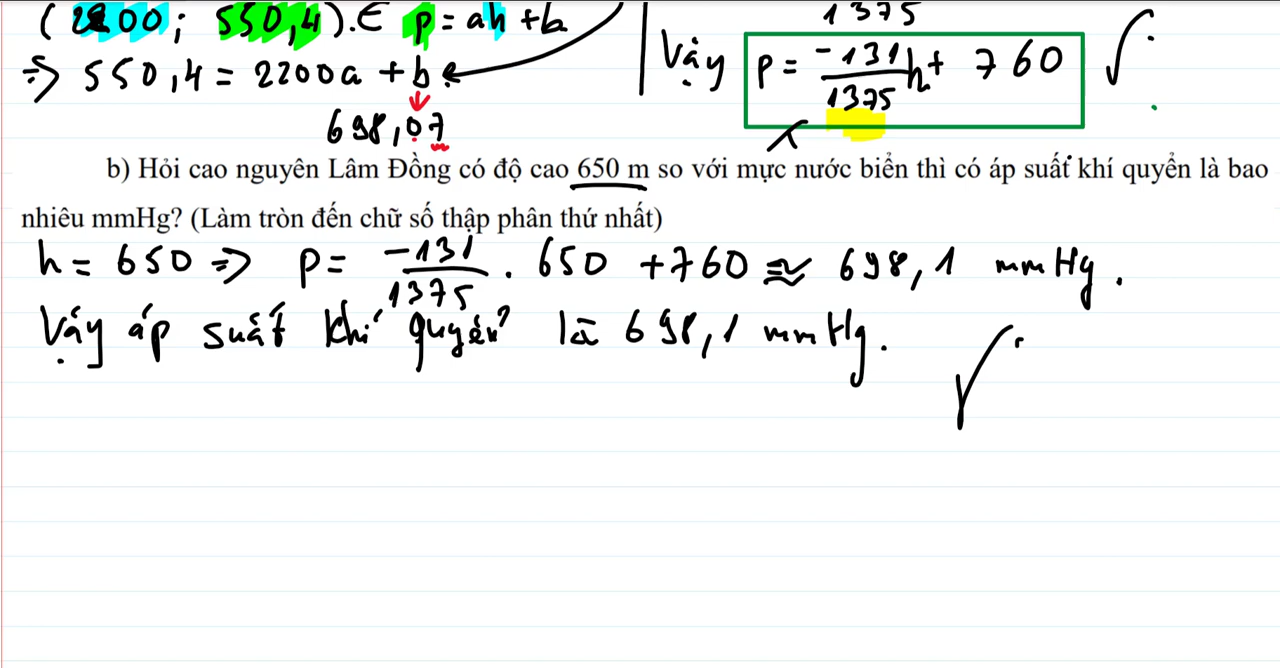 (2200; 550,4) ∈ p = ah + b
⇒ 550,4 = 2200a + b
698,07
1375
Vậy p = -131/1375 h + 760
b) Hỏi cao nguyên Lâm Đồng có độ cao 650 m so với mực nước biển thì có áp suất khí quyển là bao
nhiêu mmHg? (Làm tròn đến chữ số thập phân thứ nhất)
h = 650 ⇒ p = -131/1375 . 650 + 760 ≈ 698,1 mmHg.
Vậy áp suất khí quyển là 698,1 mmHg.